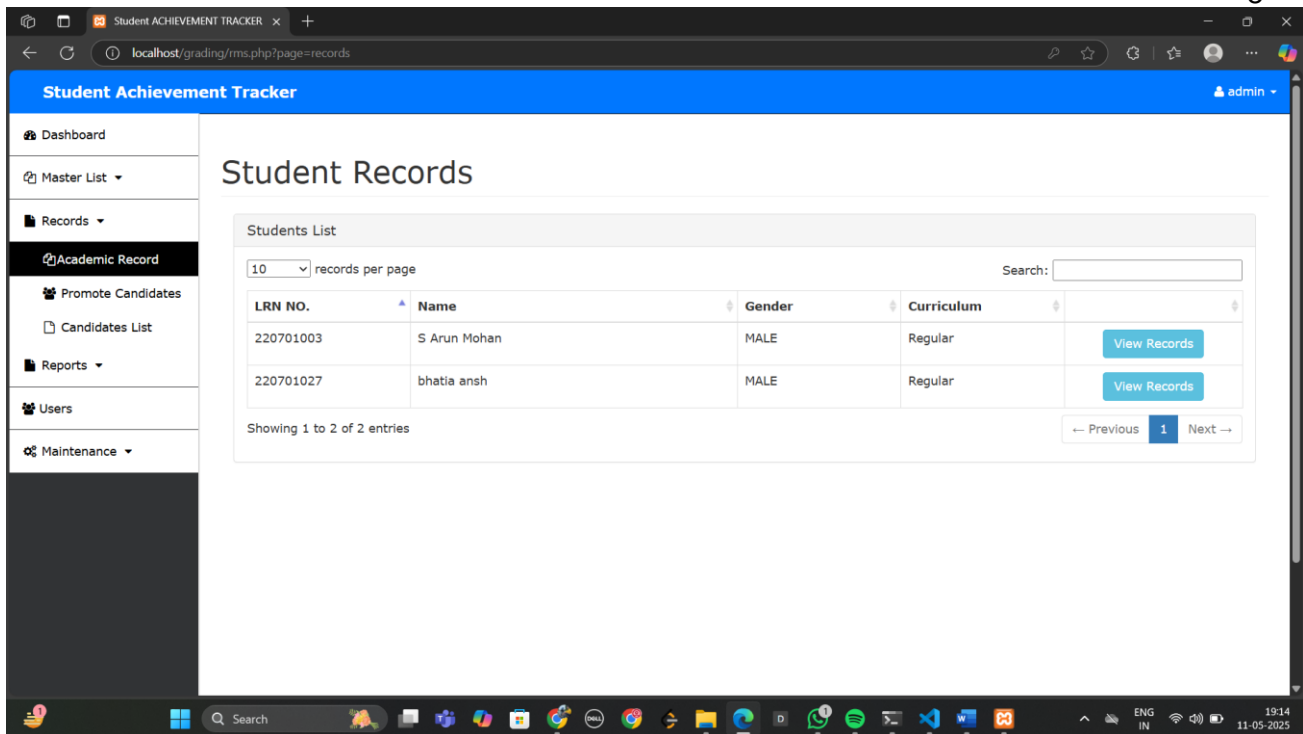 Student ACHIEVEMENT TRACKER
localhost/grading/rms.php?page=records
Student Achievement Tracker
admin
Dashboard
Master List
Records
Academic Record
Promote Candidates
Candidates List
Reports
Users
Maintenance
Student Records
Students List
10 records per page
Search:
LRN NO. Name Gender Curriculum
220701003 S Arun Mohan MALE Regular View Records
220701027 bhatia ansh MALE Regular View Records
Showing 1 to 2 of 2 entries
← Previous 1 Next →
1
Search
DELL
D
ENG
IN
19:14
11-05-2025